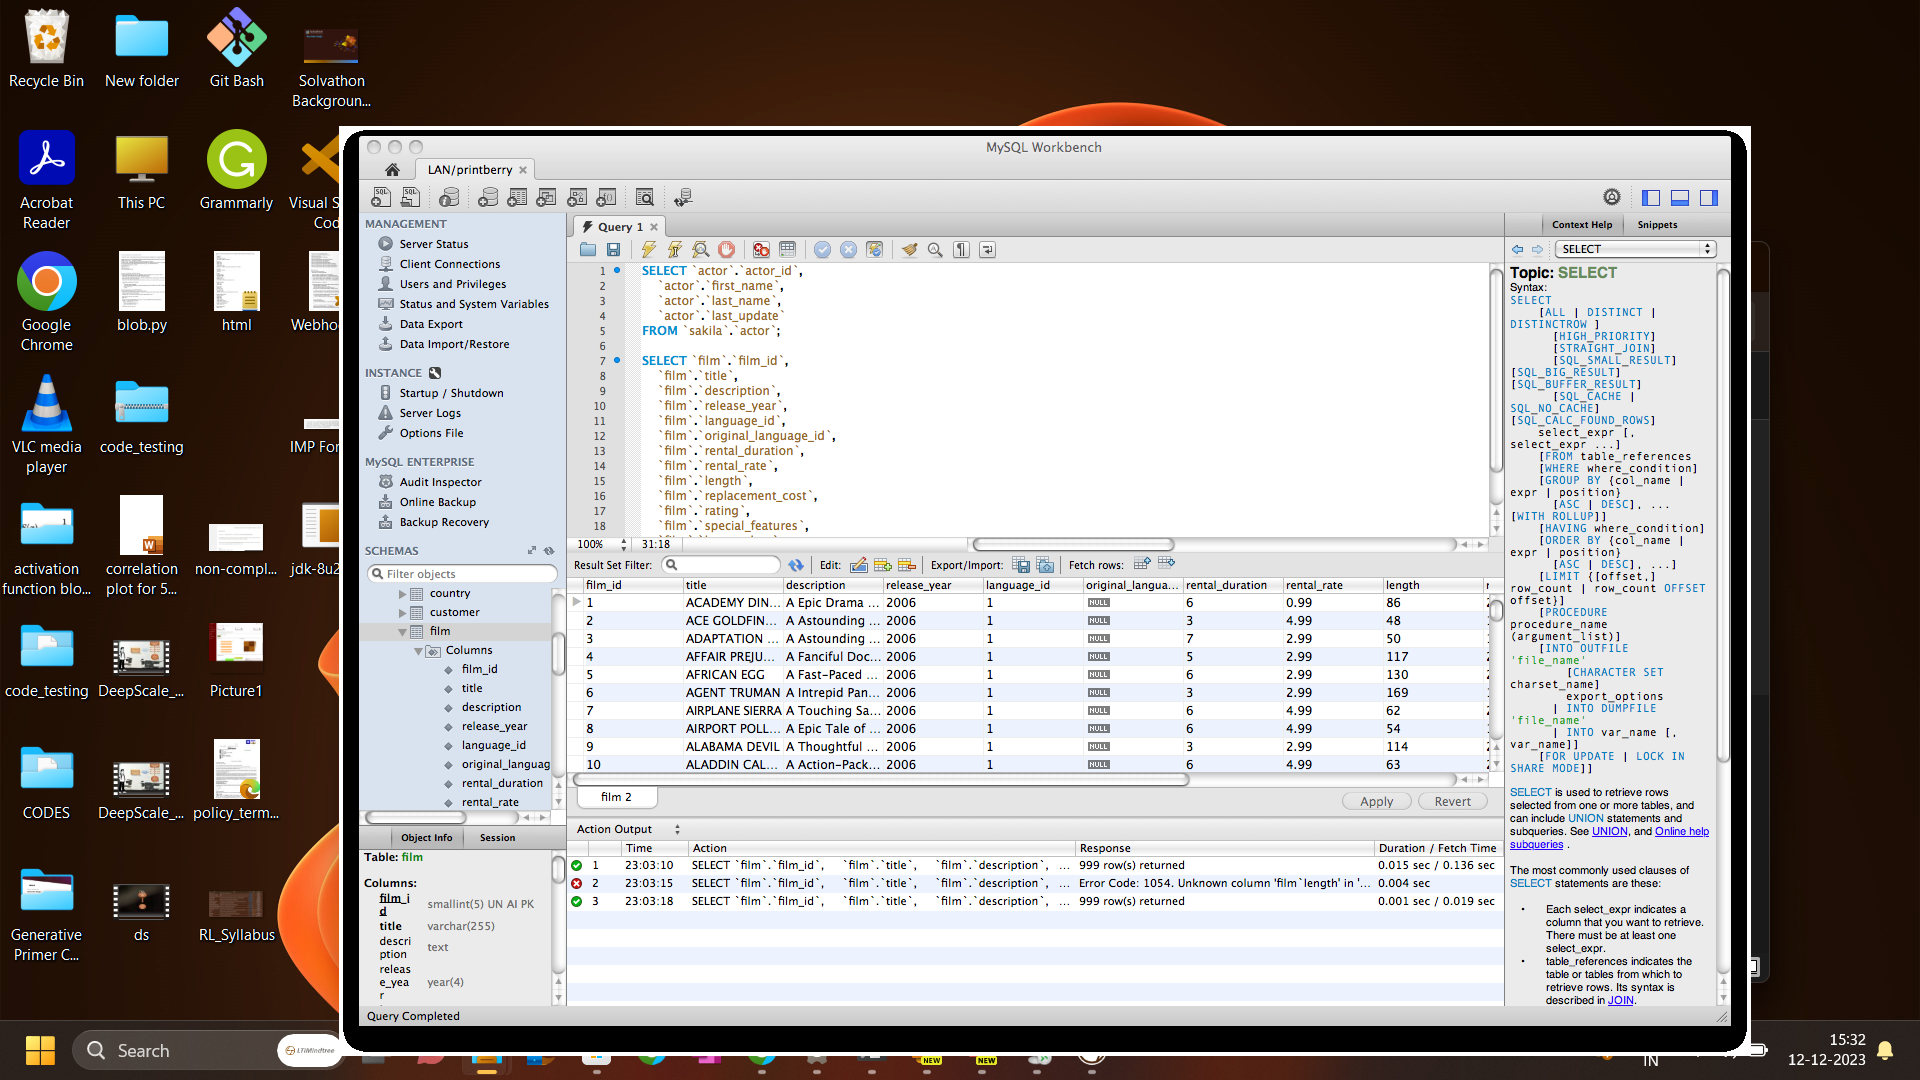 Recycle Bin
New folder
Git Bash
Solvathon
Backgroun...
Acrobat
Reader
This PC
Grammarly
Visual S
Cod
Google
Chrome
blob.py
html
Webho
VLC media
player
code_testing
IMP For
activation
function blo...
correlation
plot for 5...
non-compl...
jdk-8u2
code_testing
DeepScale_...
Picture1
CODES
DeepScale_...
policy_term...
Generative
Primer C...
ds
RL_Syllabus
MySQL Workbench
LAN/printberry
MANAGEMENT
Server Status
Client Connections
Users and Privileges
Status and System Variables
Data Export
Data Import/Restore
INSTANCE
Startup / Shutdown
Server Logs
Options File
MySQL ENTERPRISE
Audit Inspector
Online Backup
Backup Recovery
SCHEMAS
Filter objects
country
customer
film
Columns
film_id
title
description
release_year
language_id
original_languag
rental_duration
rental_rate
Object Info Session
Table: film
Columns:
film_i
d smallint(5) UN AI PK
title varchar(255)
descri
ption text
releas
e_yea
r year(4)
Query Completed
Query 1
1 SELECT `actor`.`actor_id`,
2 `actor`.`first_name`,
3 `actor`.`last_name`,
4 `actor`.`last_update`
5 FROM `sakila`.`actor`;
6
7 SELECT `film`.`film_id`,
8 `film`.`title`,
9 `film`.`description`,
10 `film`.`release_year`,
11 `film`.`language_id`,
12 `film`.`original_language_id`,
13 `film`.`rental_duration`,
14 `film`.`rental_rate`,
15 `film`.`length`,
16 `film`.`replacement_cost`,
17 `film`.`rating`,
18 `film`.`special_features`,
100% 31:18
Result Set Filter: Edit: Export/Import: Fetch rows:
film_id title description release_year language_id original_langua... rental_duration rental_rate length
1 ACADEMY DIN... A Epic Drama ... 2006 1 NULL 6 0.99 86
2 ACE GOLDFIN... A Astounding ... 2006 1 NULL 3 4.99 48
3 ADAPTATION ... A Astounding ... 2006 1 NULL 7 2.99 50
4 AFFAIR PREJU... A Fanciful Doc... 2006 1 NULL 5 2.99 117
5 AFRICAN EGG A Fast-Paced ... 2006 1 NULL 6 2.99 130
6 AGENT TRUMAN A Intrepid Pan... 2006 1 NULL 3 2.99 169
7 AIRPLANE SIERRA A Touching Sa... 2006 1 NULL 6 4.99 62
8 AIRPORT POLL... A Epic Tale of ... 2006 1 NULL 6 4.99 54
9 ALABAMA DEVIL A Thoughtful ... 2006 1 NULL 3 2.99 114
10 ALADDIN CAL... A Action-Pack... 2006 1 NULL 6 4.99 63
film 2
Apply Revert
Action Output
Time Action Response Duration / Fetch Time
1 23:03:10 SELECT `film`.`film_id`, `film`.`title`, `film`.`description`, ... 999 row(s) returned 0.015 sec / 0.136 sec
2 23:03:15 SELECT `film`.`film_id`, `film`.`title`, `film`.`description`, ... Error Code: 1054. Unknown column 'film`length' in '... 0.004 sec
3 23:03:18 SELECT `film`.`film_id`, `film`.`title`, `film`.`description`, ... 999 row(s) returned 0.001 sec / 0.019 sec
Context Help Snippets
SELECT
Topic: SELECT
Syntax:
SELECT
[ALL | DISTINCT |
DISTINCTROW ]
[HIGH_PRIORITY]
[STRAIGHT_JOIN]
[SQL_SMALL_RESULT]
[SQL_BIG_RESULT]
[SQL_BUFFER_RESULT]
[SQL_CACHE |
SQL_NO_CACHE]
[SQL_CALC_FOUND_ROWS]
select_expr [,
select_expr ...]
[FROM table_references
[WHERE where_condition]
[GROUP BY {col_name |
expr | position}
[ASC | DESC], ...
[WITH ROLLUP]]
[HAVING where_condition]
[ORDER BY {col_name |
expr | position}
[ASC | DESC], ...]
[LIMIT {[offset,]
row_count | row_count OFFSET
offset}]
[PROCEDURE
procedure_name
(argument_list)]
[INTO OUTFILE
'file_name'
[CHARACTER SET
charset_name]
export_options
| INTO DUMPFILE
'file_name'
| INTO var_name [,
var_name]]
[FOR UPDATE | LOCK IN
SHARE MODE]]
SELECT is used to retrieve rows
selected from one or more tables, and
can include UNION statements and
subqueries. See UNION, and Online help
subqueries .
The most commonly used clauses of
SELECT statements are these:
• Each select_expr indicates a
column that you want to retrieve.
There must be at least one
select_expr.
• table_references indicates the
table or tables from which to
retrieve rows. Its syntax is
described in JOIN.
Search
LTIMindtree
NEW
NEW
IN
15:32
12-12-2023